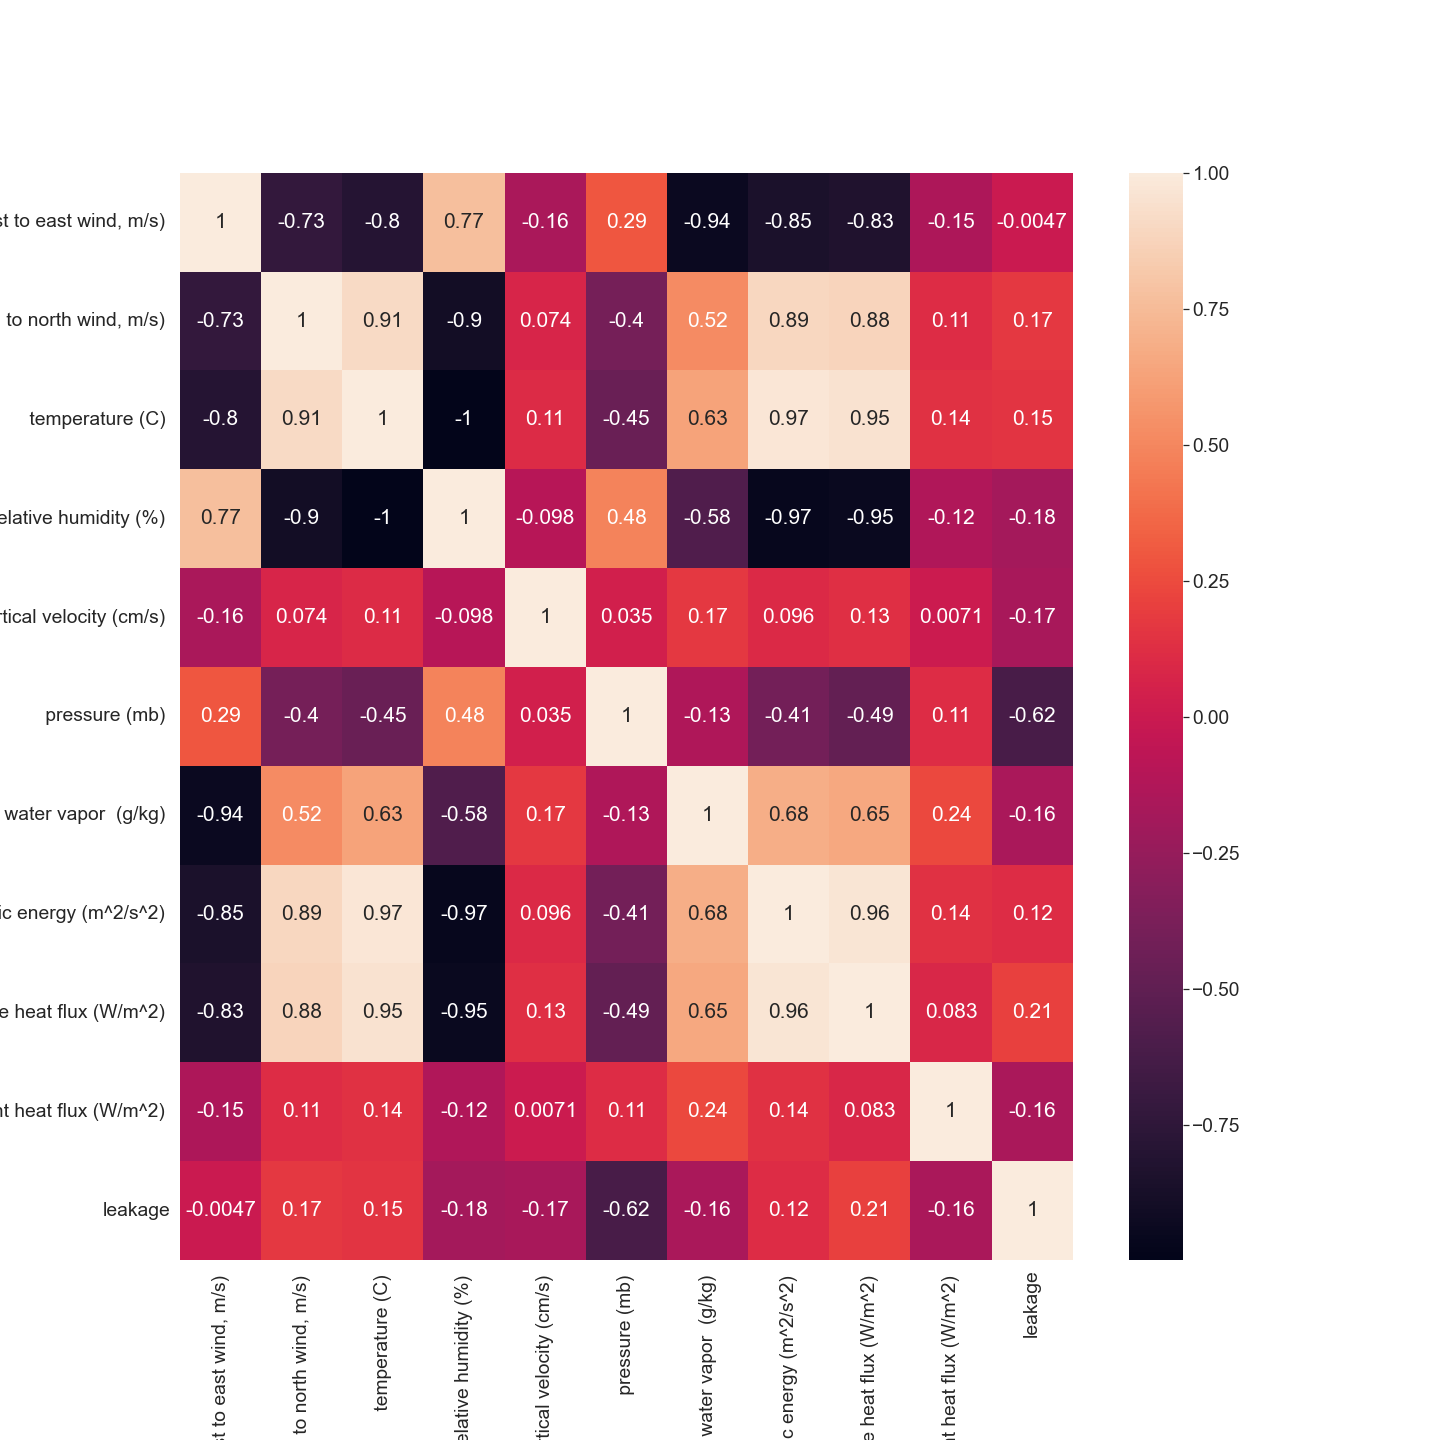 1.00
st to east wind, m/s) 1 -0.73 -0.8 0.77 -0.16 0.29 -0.94 -0.85 -0.83 -0.15 -0.0047
0.75
to north wind, m/s) -0.73 1 0.91 -0.9 0.074 -0.4 0.52 0.89 0.88 0.11 0.17
temperature (C) -0.8 0.91 1 -1 0.11 -0.45 0.63 0.97 0.95 0.14 0.15
0.50
elative humidity (%) 0.77 -0.9 -1 1 -0.098 0.48 -0.58 -0.97 -0.95 -0.12 -0.18
0.25
rtical velocity (cm/s) -0.16 0.074 0.11 -0.098 1 0.035 0.17 0.096 0.13 0.0071 -0.17
pressure (mb) 0.29 -0.4 -0.45 0.48 0.035 1 -0.13 -0.41 -0.49 0.11 -0.62
0.00
water vapor  (g/kg) -0.94 0.52 0.63 -0.58 0.17 -0.13 1 0.68 0.65 0.24 -0.16
−0.25
ic energy (m^2/s^2) -0.85 0.89 0.97 -0.97 0.096 -0.41 0.68 1 0.96 0.14 0.12
−0.50
e heat flux (W/m^2) -0.83 0.88 0.95 -0.95 0.13 -0.49 0.65 0.96 1 0.083 0.21
nt heat flux (W/m^2) -0.15 0.11 0.14 -0.12 0.0071 0.11 0.24 0.14 0.083 1 -0.16
−0.75
leakage -0.0047 0.17 0.15 -0.18 -0.17 -0.62 -0.16 0.12 0.21 -0.16 1
st to east wind, m/s)
to north wind, m/s)
temperature (C)
elative humidity (%)
rtical velocity (cm/s)
pressure (mb)
water vapor  (g/kg)
c energy (m^2/s^2)
e heat flux (W/m^2)
nt heat flux (W/m^2)
leakage